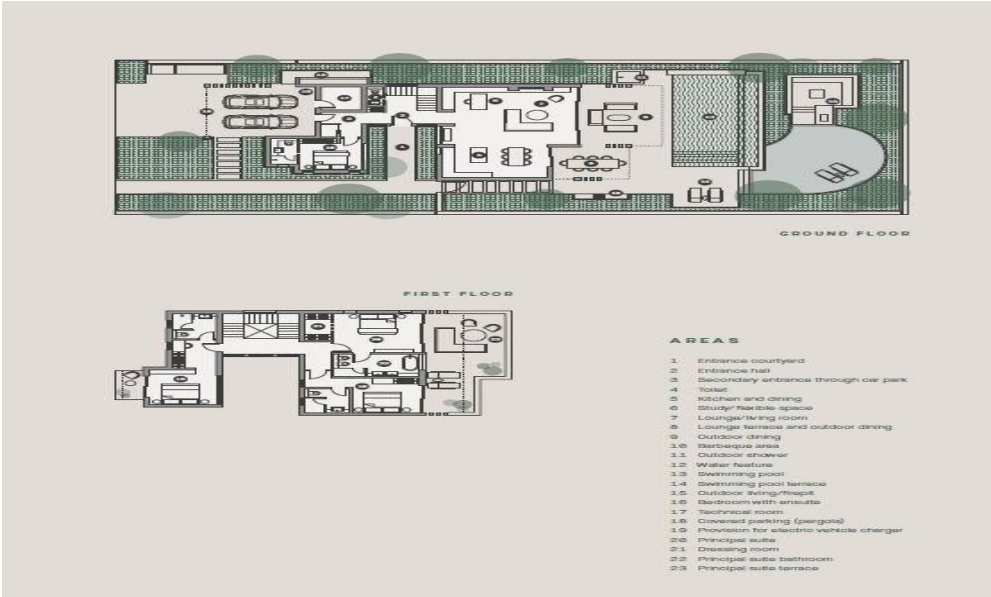 GROUND FLOOR
FIRST FLOOR
AREAS
1 Entrance courtyard
2 Entrance hall
3 Secondary entrance through car park
4 Toilet
5 Kitchen and dining
6 Study/flexible space
7 Lounge/living room
8 Lounge terrace and outdoor dining
9 Outdoor dining
10 Barbeque area
11 Outdoor shower
12 Water feature
13 Swimming pool
14 Swimming pool terrace
15 Outdoor living/firepit
16 Bedroom with ensuite
17 Technical room
18 Covered parking (pergola)
19 Provision for electric vehicle charger
20 Principal suite
21 Dressing room
22 Principal suite bathroom
23 Principal suite terrace